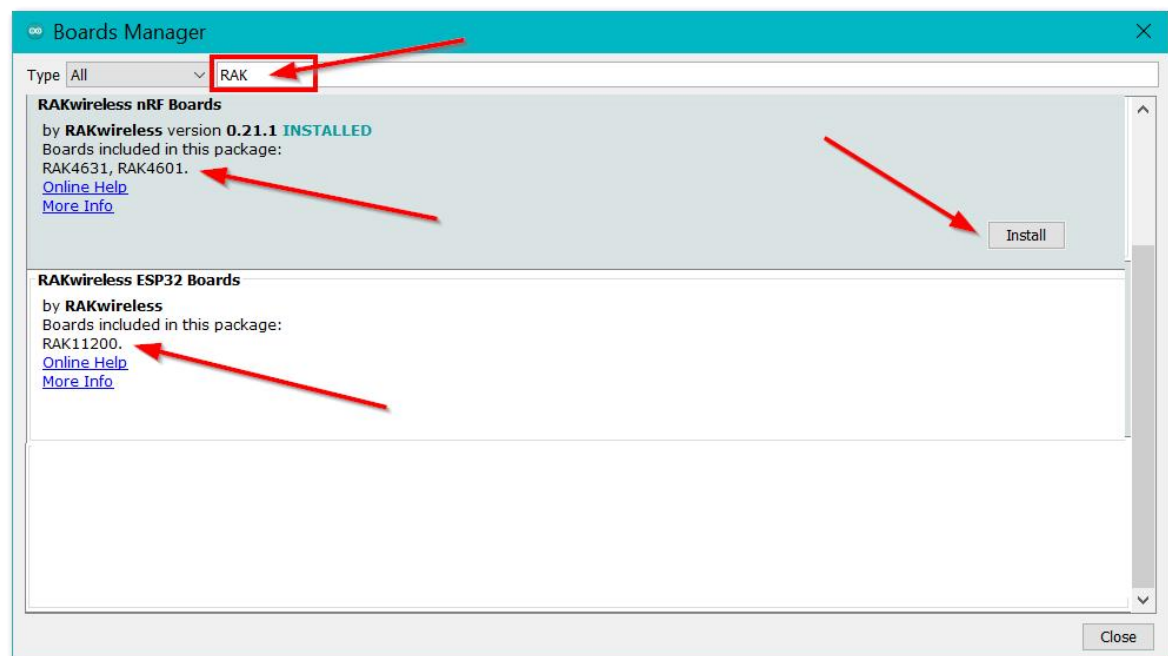 Boards Manager
Type All RAK
RAKwireless nRF Boards
by RAKwireless version 0.21.1 INSTALLED
Boards included in this package:
RAK4631, RAK4601.
Online Help
More Info
Install
RAKwireless ESP32 Boards
by RAKwireless
Boards included in this package:
RAK11200.
Online Help
More Info
Close